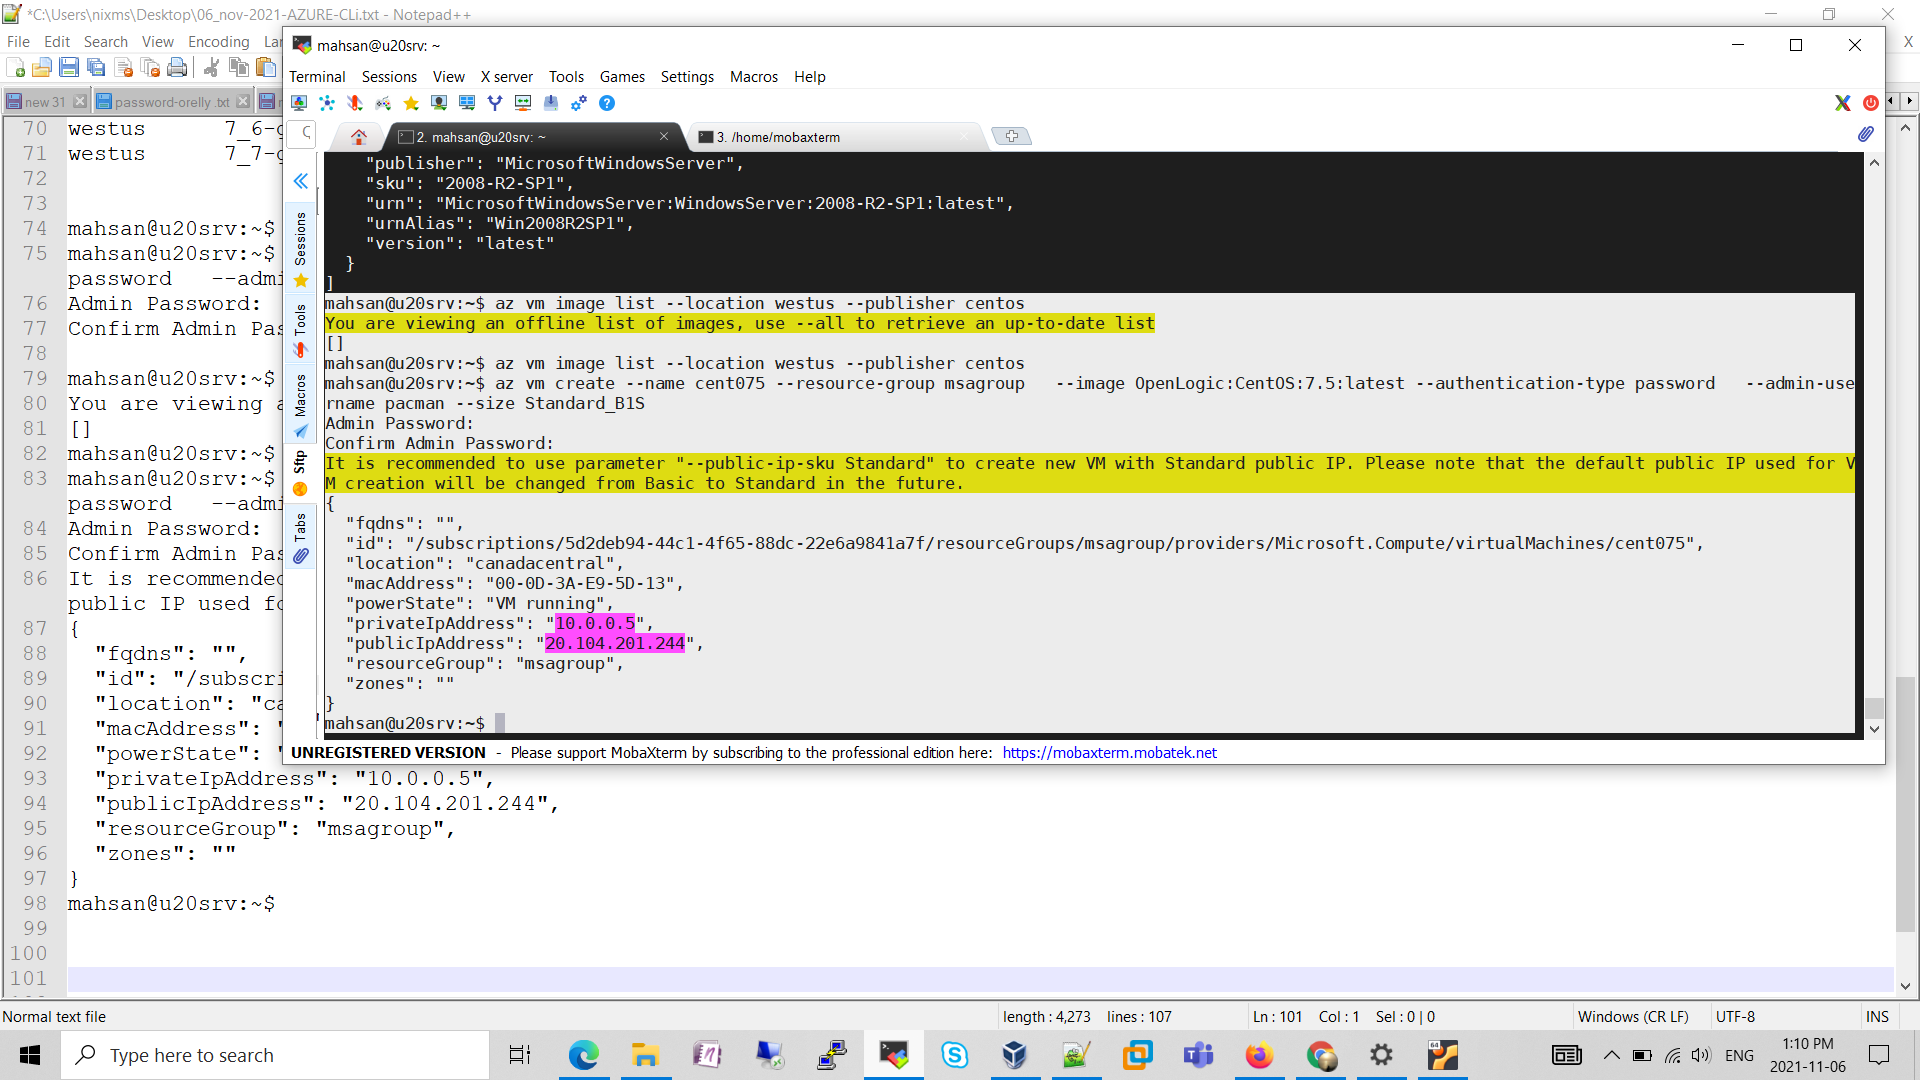 *C:\Users\nixms\Desktop\06_nov-2021-AZURE-CLi.txt - Notepad++
File Edit Search View Encoding Lar
X
new 31 password-orelly .txt
70 westus 7_6-g
71 westus 7_7-g
72
73
74 mahsan@u20srv:~$
75 mahsan@u20srv:~$
password --admi
76 Admin Password:
77 Confirm Admin Pas
78
79 mahsan@u20srv:~$
80 You are viewing a
81 []
82 mahsan@u20srv:~$
83 mahsan@u20srv:~$
password --admi
84 Admin Password:
85 Confirm Admin Pas
86 It is recommended
public IP used fo
87 {
88 "fqdns": "",
89 "id": "/subscri
90 "location": "ca
91 "macAddress": "
92 "powerState": "
93 "privateIpAddress": "10.0.0.5",
94 "publicIpAddress": "20.104.201.244",
95 "resourceGroup": "msagroup",
96 "zones": ""
97 }
98 mahsan@u20srv:~$
99
100
101
mahsan@u20srv: ~
Terminal Sessions View X server Tools Games Settings Macros Help
2. mahsan@u20srv: ~
3. /home/mobaxterm
Sessions
Tools
Macros
Sftp
Tabs
"publisher": "MicrosoftWindowsServer",
"sku": "2008-R2-SP1",
"urn": "MicrosoftWindowsServer:WindowsServer:2008-R2-SP1:latest",
"urnAlias": "Win2008R2SP1",
"version": "latest"
}
]
mahsan@u20srv:~$ az vm image list --location westus --publisher centos
You are viewing an offline list of images, use --all to retrieve an up-to-date list
[]
mahsan@u20srv:~$ az vm image list --location westus --publisher centos
mahsan@u20srv:~$ az vm create --name cent075 --resource-group msagroup --image OpenLogic:CentOS:7.5:latest --authentication-type password --admin-use
rname pacman --size Standard_B1S
Admin Password:
Confirm Admin Password:
It is recommended to use parameter "--public-ip-sku Standard" to create new VM with Standard public IP. Please note that the default public IP used for V
M creation will be changed from Basic to Standard in the future.
{
"fqdns": "",
"id": "/subscriptions/5d2deb94-44c1-4f65-88dc-22e6a9841a7f/resourceGroups/msagroup/providers/Microsoft.Compute/virtualMachines/cent075",
"location": "canadacentral",
"macAddress": "00-0D-3A-E9-5D-13",
"powerState": "VM running",
"privateIpAddress": "10.0.0.5",
"publicIpAddress": "20.104.201.244",
"resourceGroup": "msagroup",
"zones": ""
}
mahsan@u20srv:~$
UNREGISTERED VERSION - Please support MobaXterm by subscribing to the professional edition here: https://mobaxterm.mobatek.net
Normal text file length : 4,273 lines : 107 Ln : 101 Col : 1 Sel : 0 | 0 Windows (CR LF) UTF-8 INS
Type here to search
ENG
1:10 PM
2021-11-06